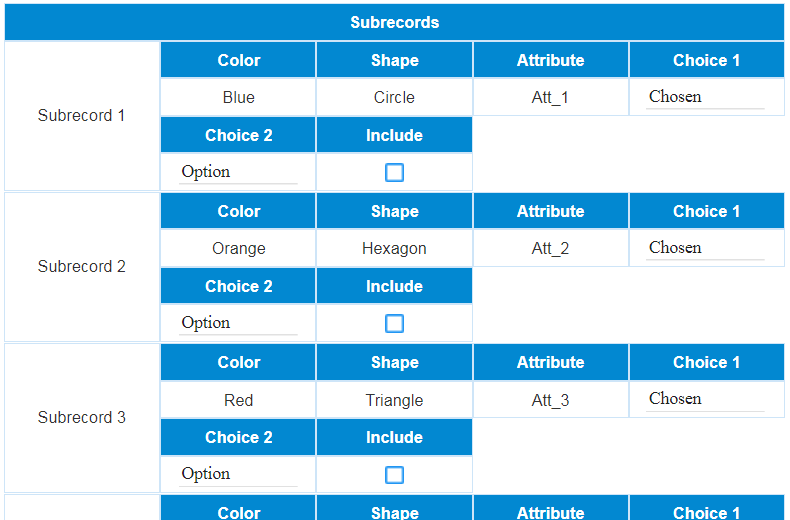 Subrecords
Color Shape Attribute Choice 1
Subrecord 1
Blue Circle Att_1 Chosen
Choice 2 Include
Option
Color Shape Attribute Choice 1
Subrecord 2
Orange Hexagon Att_2 Chosen
Choice 2 Include
Option
Color Shape Attribute Choice 1
Subrecord 3
Red Triangle Att_3 Chosen
Choice 2 Include
Option
Color Shape Attribute Choice 1